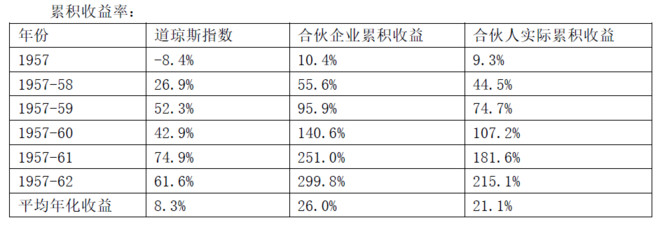 累积收益率：
年份 道琼斯指数 合伙企业累积收益 合伙人实际累积收益
1957 -8.4% 10.4% 9.3%
1957-58 26.9% 55.6% 44.5%
1957-59 52.3% 95.9% 74.7%
1957-60 42.9% 140.6% 107.2%
1957-61 74.9% 251.0% 181.6%
1957-62 61.6% 299.8% 215.1%
平均年化收益 8.3% 26.0% 21.1%